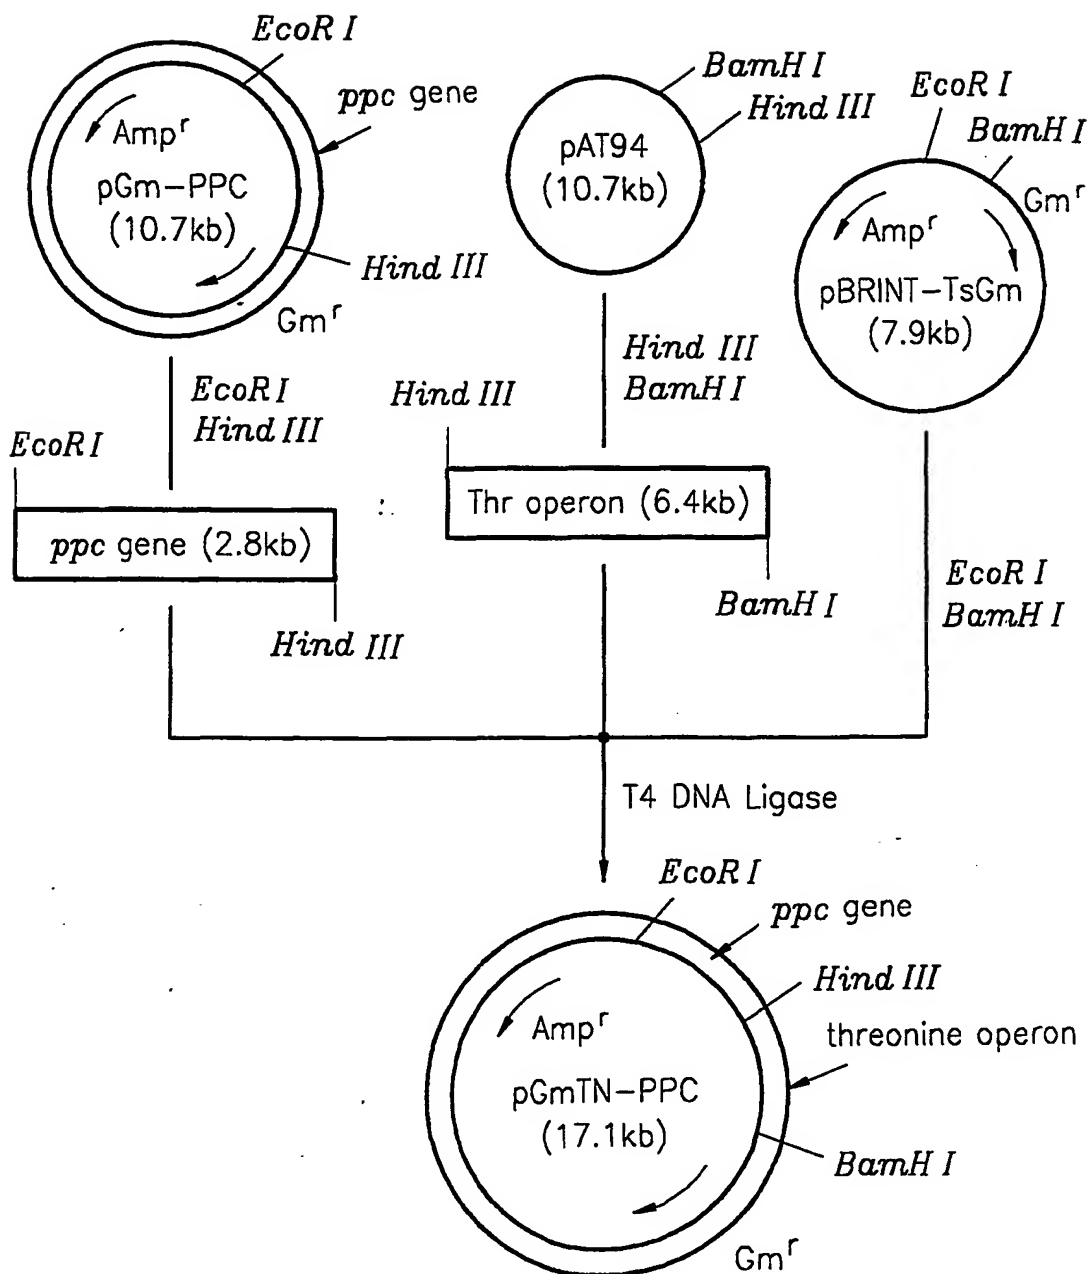 EcoR I
ppc gene
Amp^r
pGm-PPC
(10.7kb)
Hind III
Gm^r
BamH I
Hind III
pAT94
(10.7kb)
EcoR I
BamH I
Gm^r
Amp^r
pBRINT-TsGm
(7.9kb)
EcoR I
Hind III
EcoR I
ppc gene (2.8kb)
Hind III
Hind III
BamH I
Hind III
Thr operon (6.4kb)
BamH I
EcoR I
BamH I
T4 DNA Ligase
EcoR I
ppc gene
Hind III
threonine operon
Amp^r
pGmTN-PPC
(17.1kb)
BamH I
Gm^r